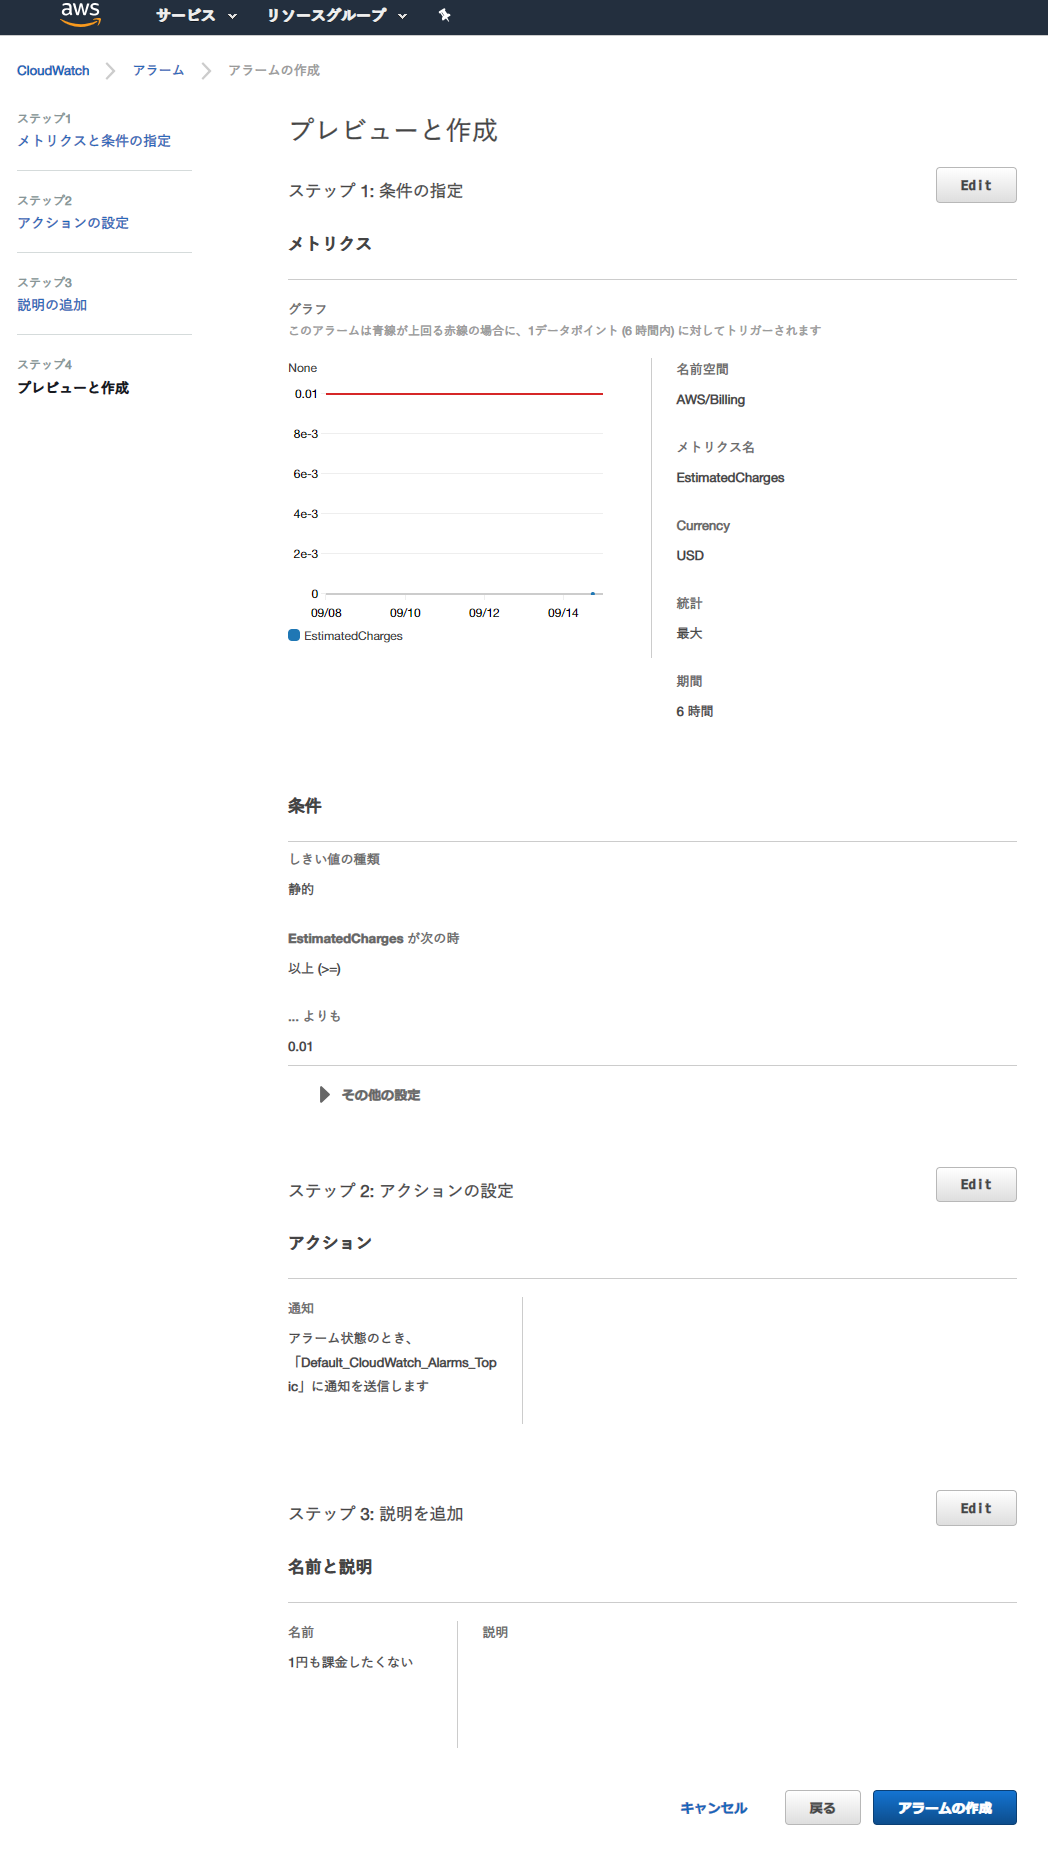 aws サービス リソースグループ
CloudWatch アラーム アラームの作成
ステップ1
メトリクスと条件の指定
ステップ2
アクションの設定
ステップ3
説明の追加
ステップ4
プレビューと作成
プレビューと作成
ステップ 1: 条件の指定
Edit
メトリクス
グラフ
このアラームは青線が上回る赤線の場合に、1データポイント (6 時間内) に対してトリガーされます
None
0.01
8e-3
6e-3
4e-3
2e-3
0
09/08 09/10 09/12 09/14
EstimatedCharges
名前空間
AWS/Billing
メトリクス名
EstimatedCharges
Currency
USD
統計
最大
期間
6 時間
条件
しきい値の種類
静的
EstimatedCharges が次の時
以上 (>=)
... よりも
0.01
その他の設定
ステップ 2: アクションの設定
Edit
アクション
通知
アラーム状態のとき、
「Default_CloudWatch_Alarms_Top
ic」に通知を送信します
ステップ 3: 説明を追加
Edit
名前と説明
名前
1円も課金したくない
説明
キャンセル 戻る アラームの作成